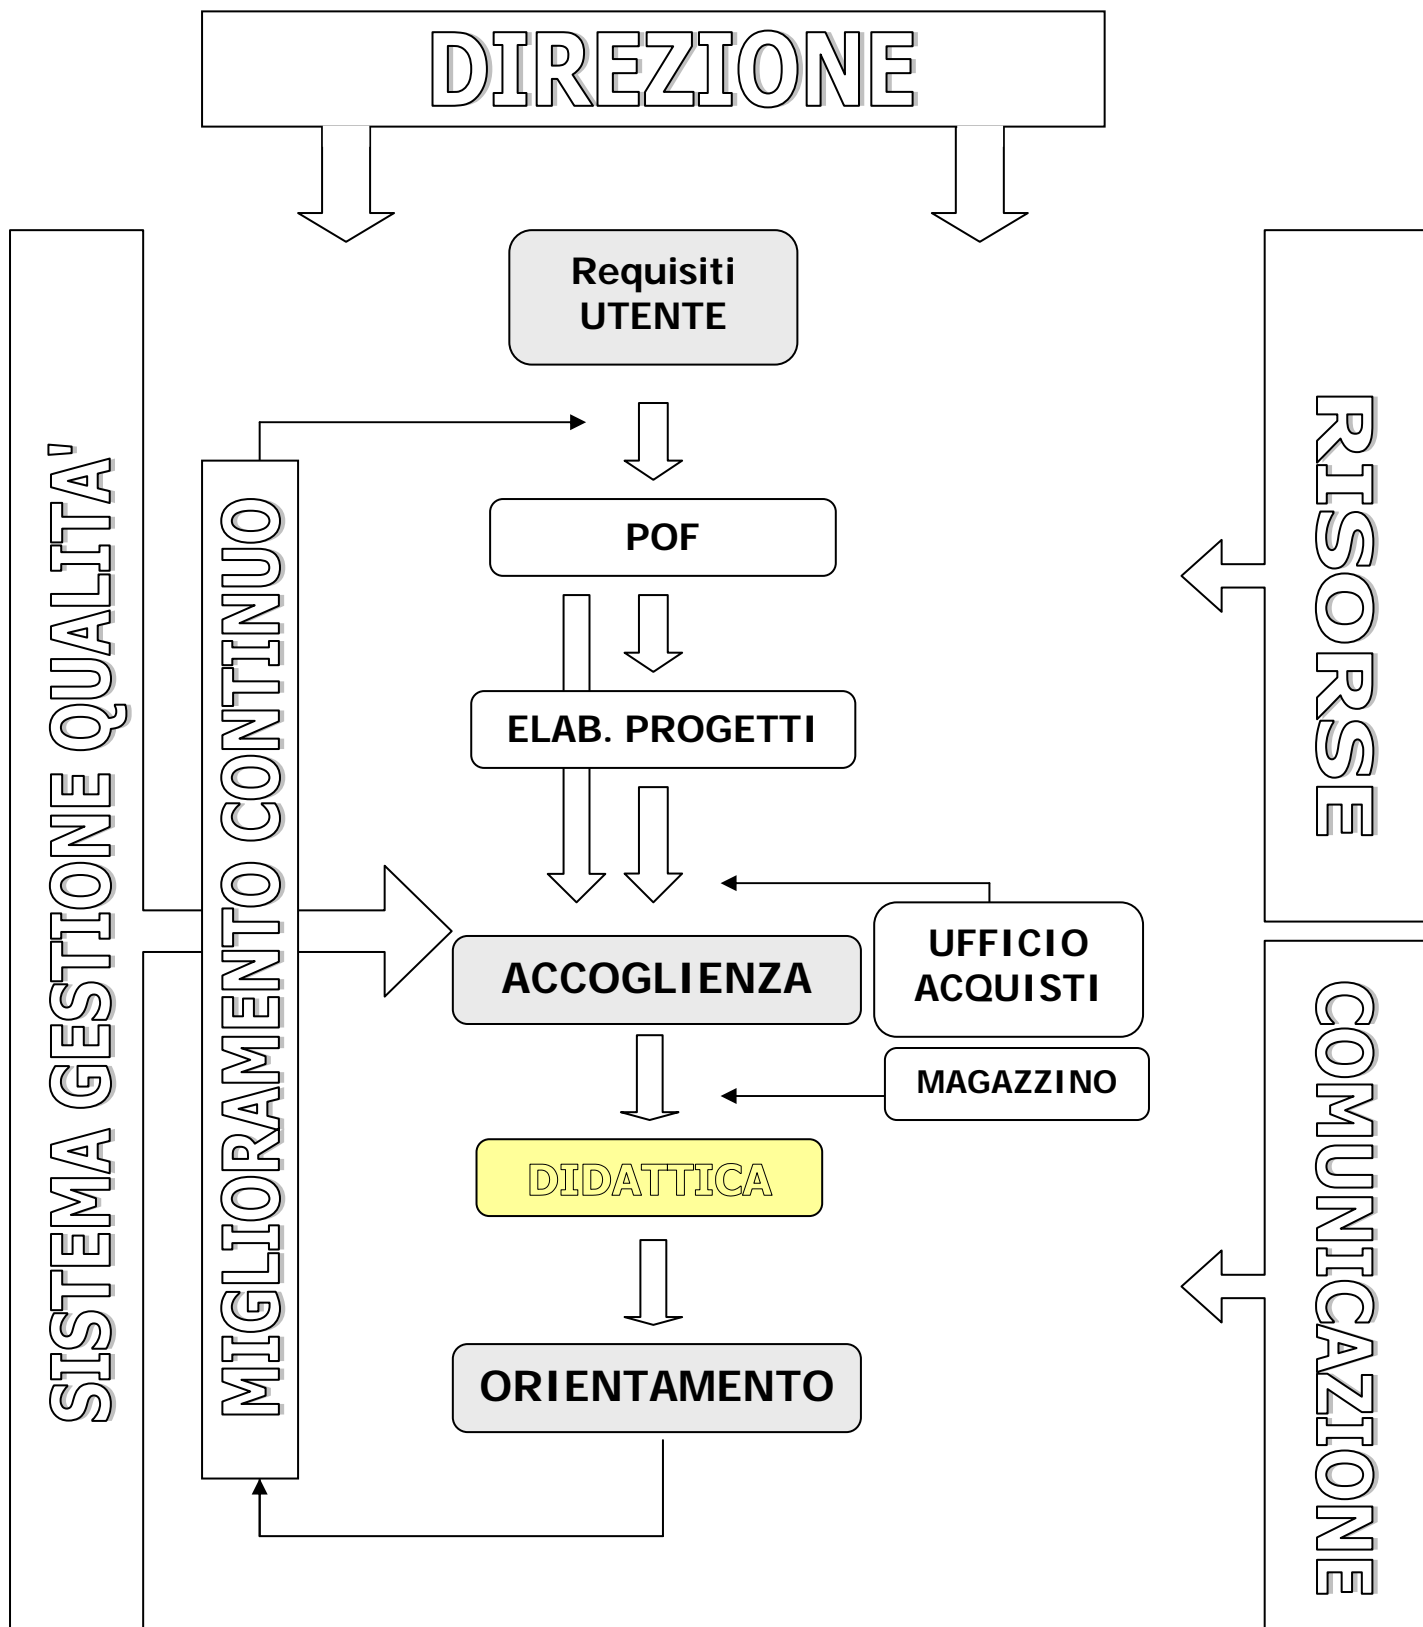 DIREZIONE
Requisiti
UTENTE
SISTEMA GESTIONE QUALITA'
MIGLIORAMENTO CONTINUO
POF
ELAB. PROGETTI
ACCOGLIENZA
UFFICIO
ACQUISTI
MAGAZZINO
DIDATTICA
ORIENTAMENTO
RISORSE
COMUNICAZIONE